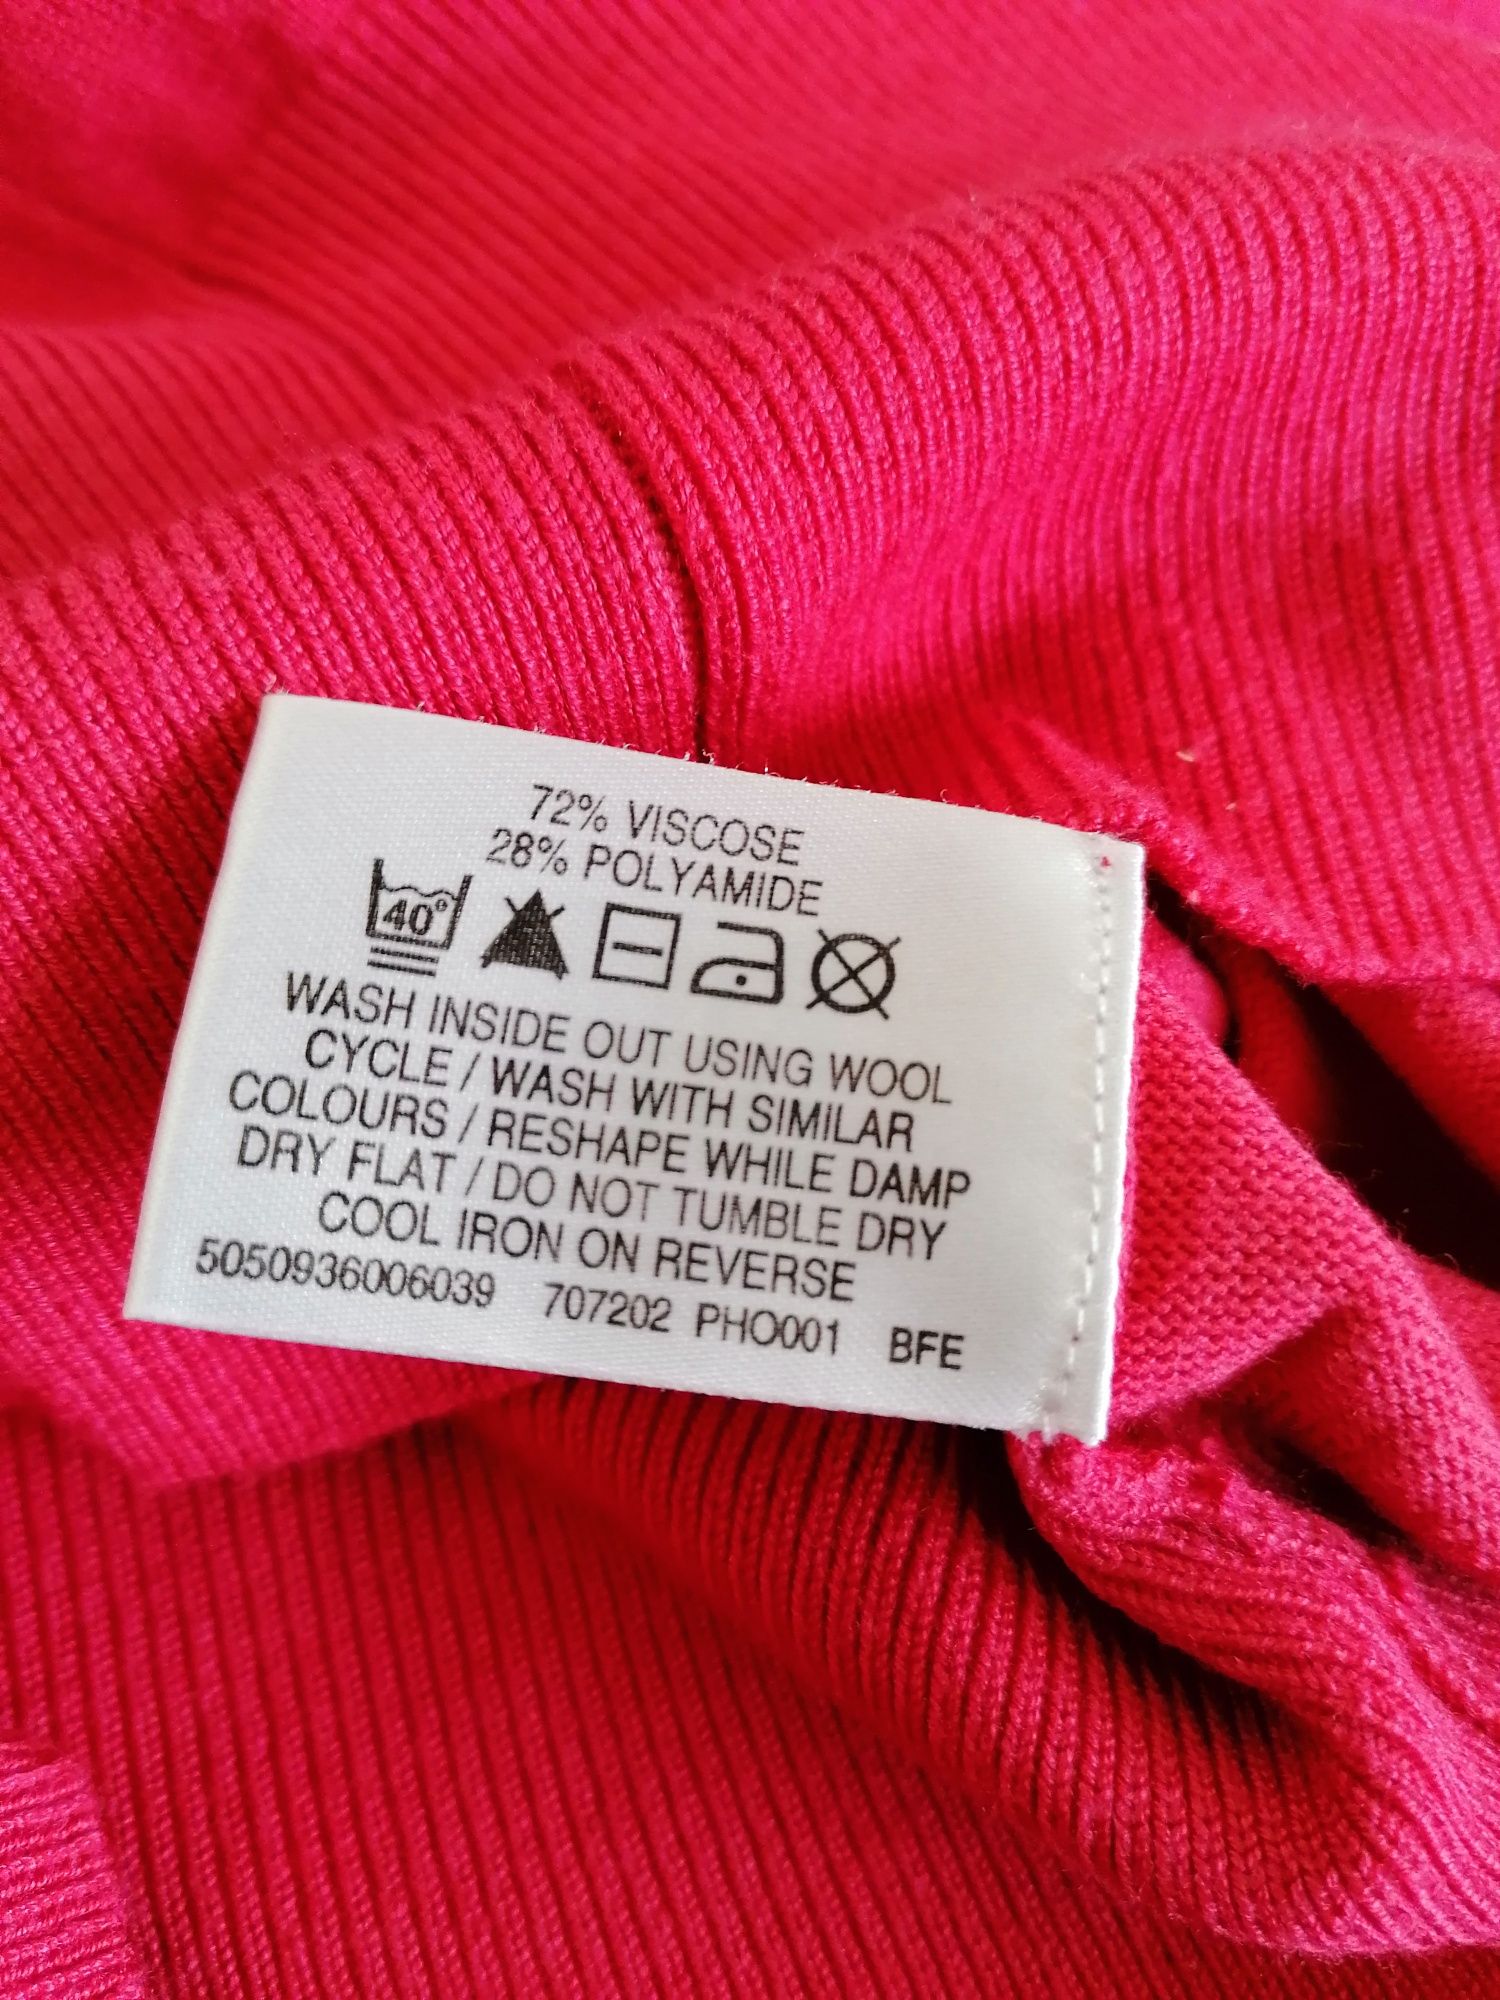 72% VISCOSE
28% POLYAMIDE
40°
WASH INSIDE OUT USING WOOL
CYCLE / WASH WITH SIMILAR
COLOURS / RESHAPE WHILE DAMP
DRY FLAT / DO NOT TUMBLE DRY
COOL IRON ON REVERSE
5050936006039 707202 PHO001 BFE